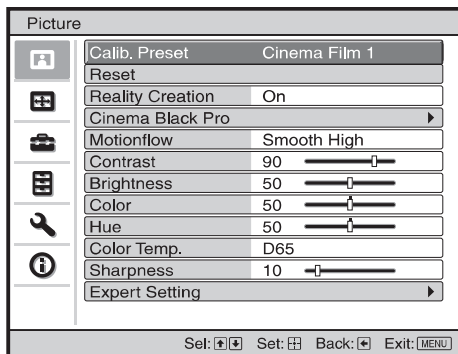 Picture
Calib. Preset Cinema Film 1
Reset
Reality Creation On
Cinema Black Pro
Motionflow Smooth High
Contrast 90
Brightness 50
Color 50
Hue 50
Color Temp. D65
Sharpness 10
Expert Setting
Sel: Set: Back: Exit: MENU